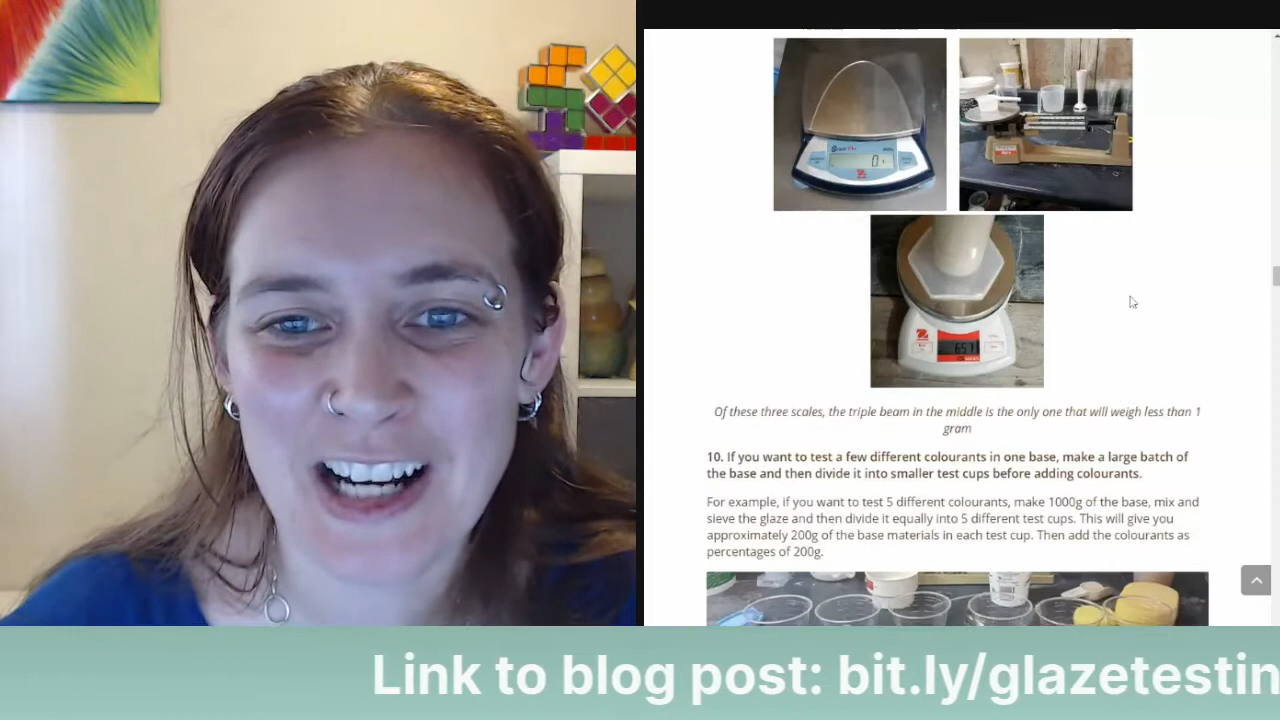 Of these three scales, the triple beam in the middle is the only one that will weigh less than 1
gram
10. If you want to test a few different colourants in one base, make a large batch of
the base and then divide it into smaller test cups before adding colourants.
For example, if you want to test 5 different colourants, make 1000g of the base, mix and
sieve the glaze and then divide it equally into 5 different test cups. This will give you
approximately 200g of the base materials in each test cup. Then add the colourants as
percentages of 200g.
Link to blog post: bit.ly/glazetestin